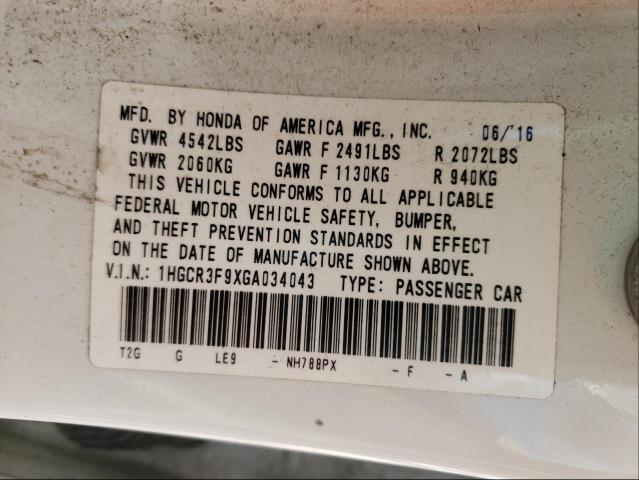 MFD. BY HONDA OF AMERICA MFG., INC. 06/'16
GVWR 4542LBS GAWR F 2491LBS R 2072LBS
GVWR 2060KG GAWR F 1130KG R 940KG
THIS VEHICLE CONFORMS TO ALL APPLICABLE
FEDERAL MOTOR VEHICLE SAFETY, BUMPER,
AND THEFT PREVENTION STANDARDS IN EFFECT
ON THE DATE OF MANUFACTURE SHOWN ABOVE.
V.I.N.: 1HGCR3F9XGA034043 TYPE: PASSENGER CAR
T2G G LE9 - NH788PX - F - A